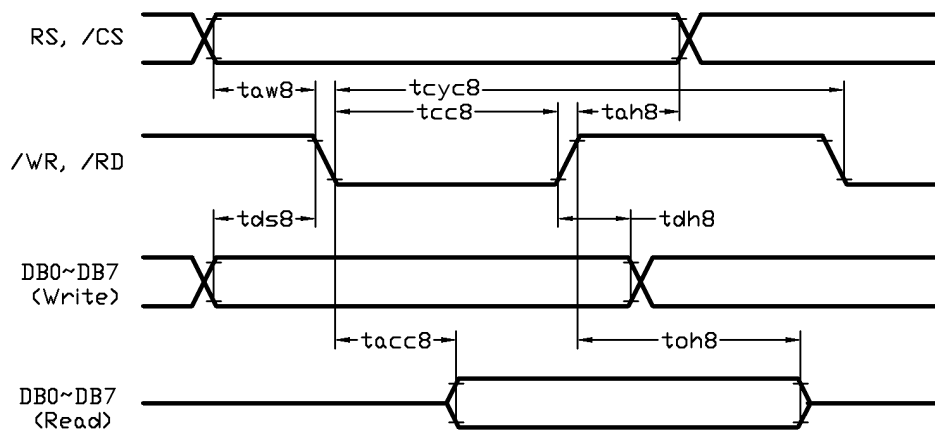 RS, /CS
taw8
tcyc8
tcc8
tah8
/WR, /RD
tds8
tdh8
DB0~DB7
(Write)
tacc8
toh8
DB0~DB7
(Read)